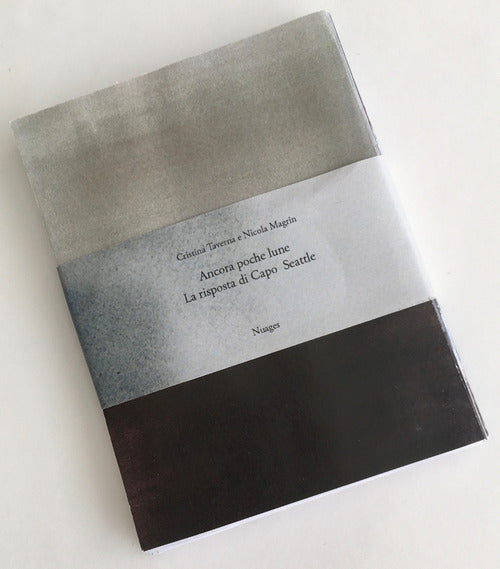 Cristina Taverna e Nicola Magrin
Ancora poche lune
La risposta di Capo Seattle
Nuages